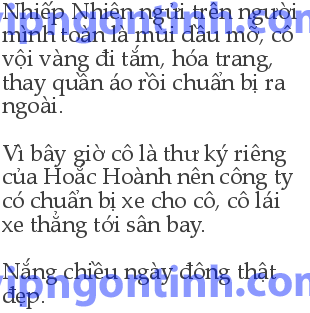 Nhiếp Nhiên ngửi trên người
mình toàn là mùi dầu mỡ, cô
vội vàng đi tắm, hóa trang,
thay quần áo rồi chuẩn bị ra
ngoài.
Vì bây giờ cô là thư ký riêng
của Hoắc Hoành nên công ty
có chuẩn bị xe cho cô, cô lái
xe thẳng tới sân bay.
Nắng chiều ngày đông thật
đẹp.